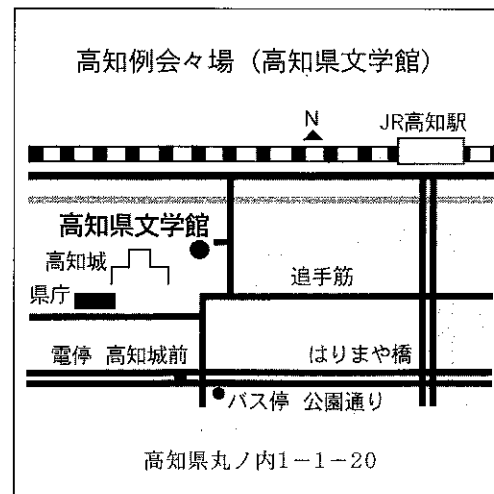 高知例会々場（高知県文学館）
N
JR高知駅
高知県文学館
高知城
追手筋
県庁
電停 高知城前
はりまや橋
バス停 公園通り
高知県丸ノ内1－1－20